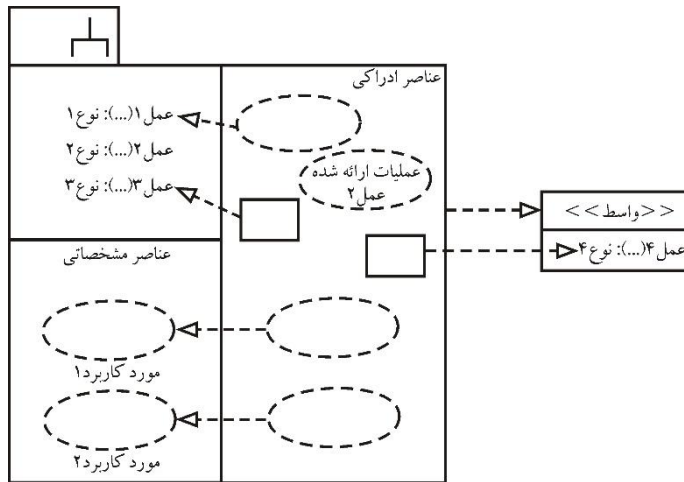 عناصر ادراکی
عمل۱(...): نوع۱
عمل۲(...): نوع۲
عمل۳(...): نوع۳
عملیات ارائه شده
عمل۲
<<واسط>>
عمل۴(...): نوع۴
عناصر مشخصاتی
مورد کاربرد۱
مورد کاربرد۲